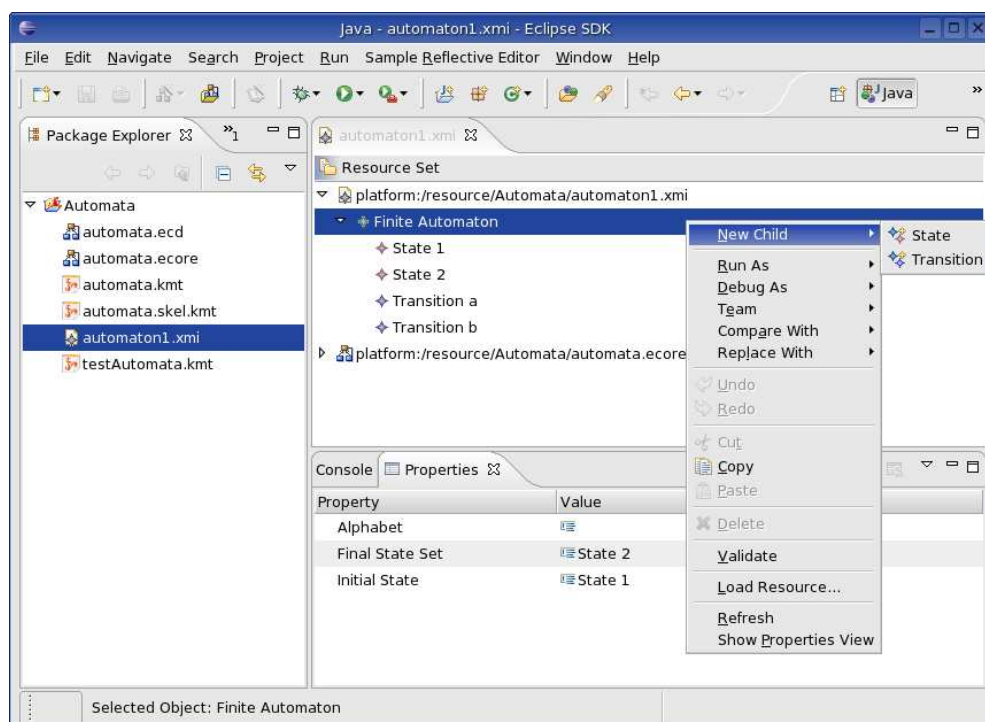 Java - automaton1.xmi - Eclipse SDK
File Edit Navigate Search Project Run Sample Reflective Editor Window Help
Java »
Package Explorer »1
automaton1.xmi
Resource Set
Automata
automata.ecd
automata.ecore
automata.kmt
automata.skel.kmt
automaton1.xmi
testAutomata.kmt
platform:/resource/Automata/automaton1.xmi
Finite Automaton
State 1
State 2
Transition a
Transition b
platform:/resource/Automata/automata.ecore
New Child
Run As
Debug As
Team
Compare With
Replace With
Undo
Redo
Cut
Copy
Paste
Delete
Validate
Load Resource...
Refresh
Show Properties View
State
Transition
Console Properties
Property Value
Alphabet
Final State Set State 2
Initial State State 1
Selected Object: Finite Automaton